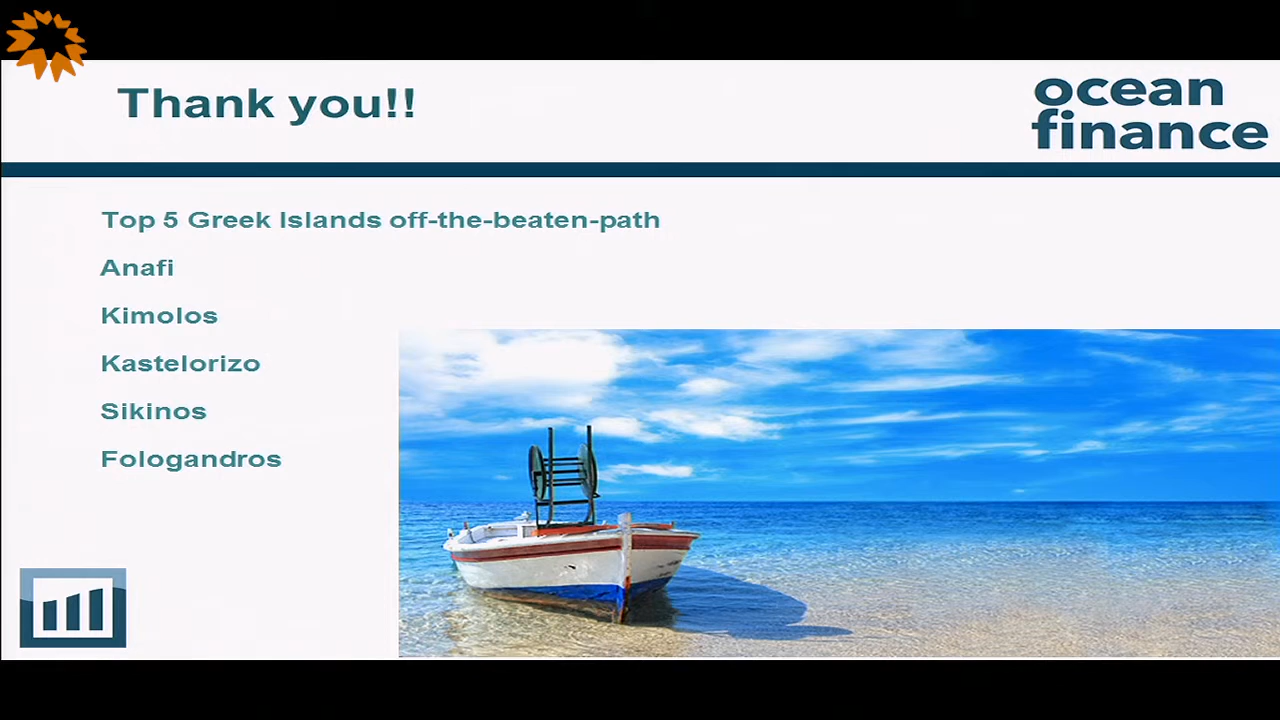 Thank you!!
ocean
finance
Top 5 Greek Islands off-the-beaten-path
Anafi
Kimolos
Kastelorizo
Sikinos
Fologandros